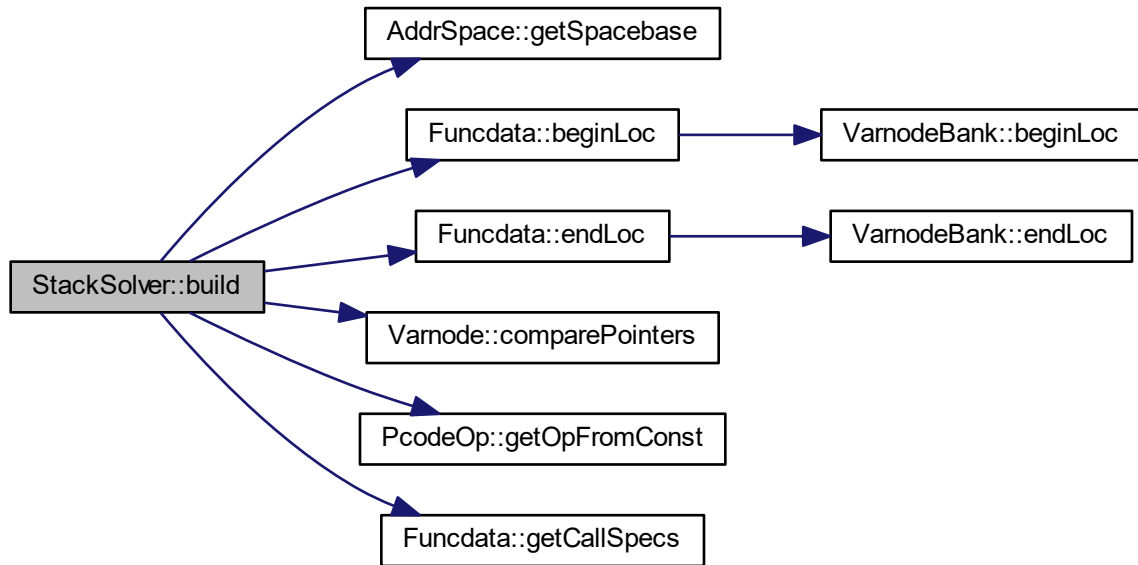 AddrSpace::getSpacebase
Funcdata::beginLoc
VarnodeBank::beginLoc
Funcdata::endLoc
VarnodeBank::endLoc
StackSolver::build
Varnode::comparePointers
PcodeOp::getOpFromConst
Funcdata::getCallSpecs